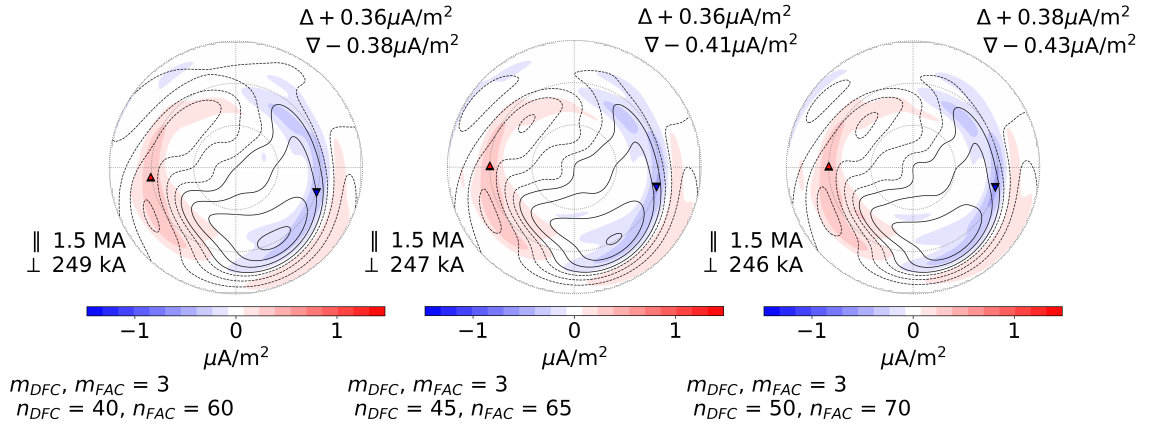 Δ + 0.36μA/m²
∇ − 0.38μA/m²
∥ 1.5 MA
⊥ 249 kA
−1 0 1
μA/m²
m_DFC, m_FAC = 3
n_DFC = 40, n_FAC = 60
Δ + 0.36μA/m²
∇ − 0.41μA/m²
∥ 1.5 MA
⊥ 247 kA
−1 0 1
μA/m²
m_DFC, m_FAC = 3
n_DFC = 45, n_FAC = 65
Δ + 0.38μA/m²
∇ − 0.43μA/m²
∥ 1.5 MA
⊥ 246 kA
−1 0 1
μA/m²
m_DFC, m_FAC = 3
n_DFC = 50, n_FAC = 70